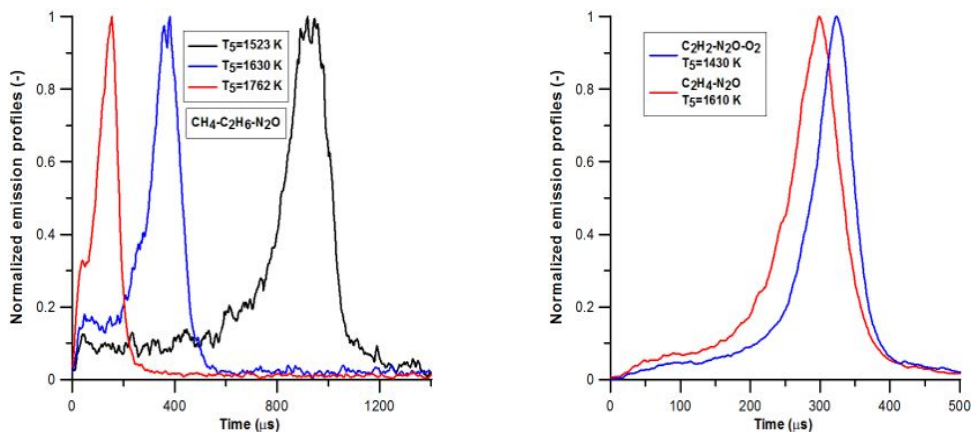 Normalized emission profiles (-)
1
0.8
0.6
0.4
0.2
0
T5=1523 K
T5=1630 K
T5=1762 K
CH4-C2H6-N2O
0 400 800 1200
Time (μs)
Normalized emission profiles (-)
1
0.8
0.6
0.4
0.2
0
C2H2-N2O-O2
T5=1430 K
C2H4-N2O
T5=1610 K
0 100 200 300 400 500
Time (μs)